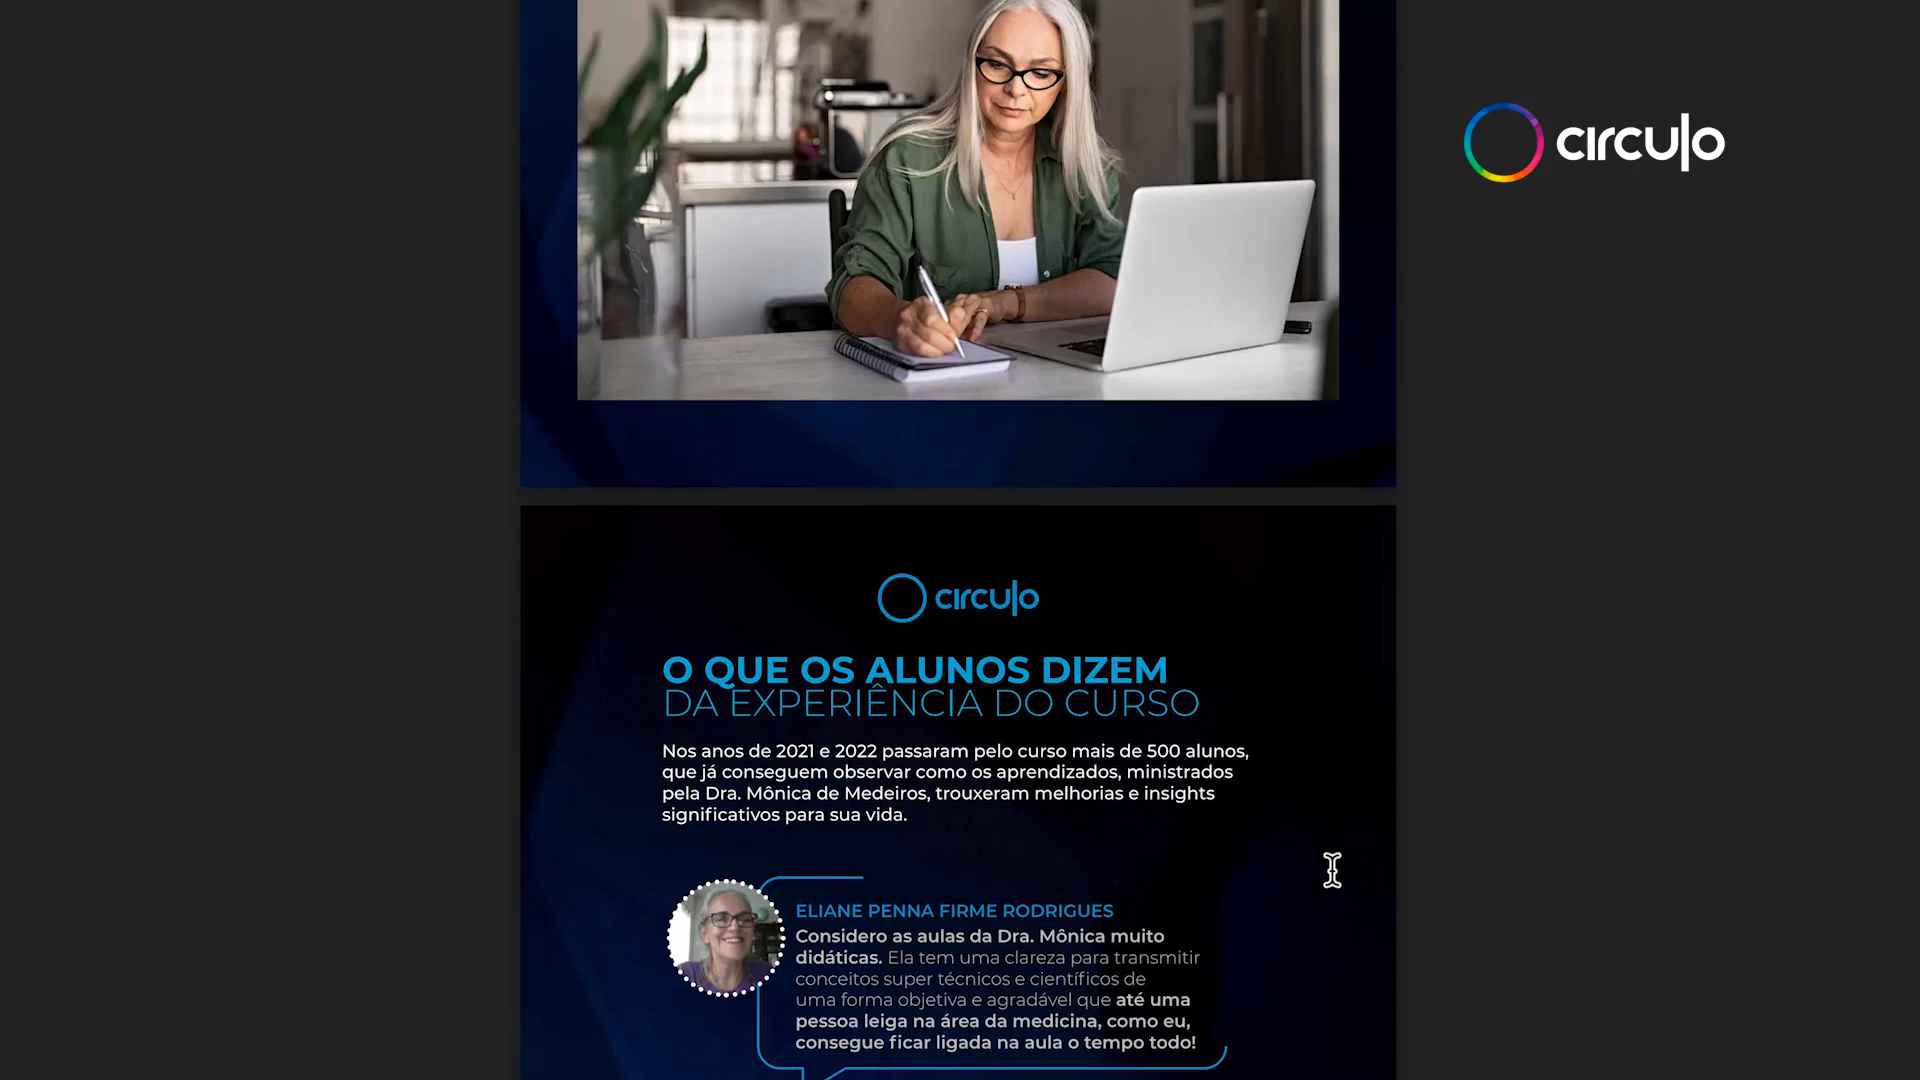 circulo
circulo
O QUE OS ALUNOS DIZEM
DA EXPERIÊNCIA DO CURSO
Nos anos de 2021 e 2022 passaram pelo curso mais de 500 alunos,
que já conseguem observar como os aprendizados, ministrados
pela Dra. Mônica de Medeiros, trouxeram melhorias e insights
significativos para sua vida.
ELIANE PENNA FIRME RODRIGUES
Considero as aulas da Dra. Mônica muito
didáticas. Ela tem uma clareza para transmitir
conceitos super técnicos e científicos de
uma forma objetiva e agradável que até uma
pessoa leiga na área da medicina, como eu,
consegue ficar ligada na aula o tempo todo!